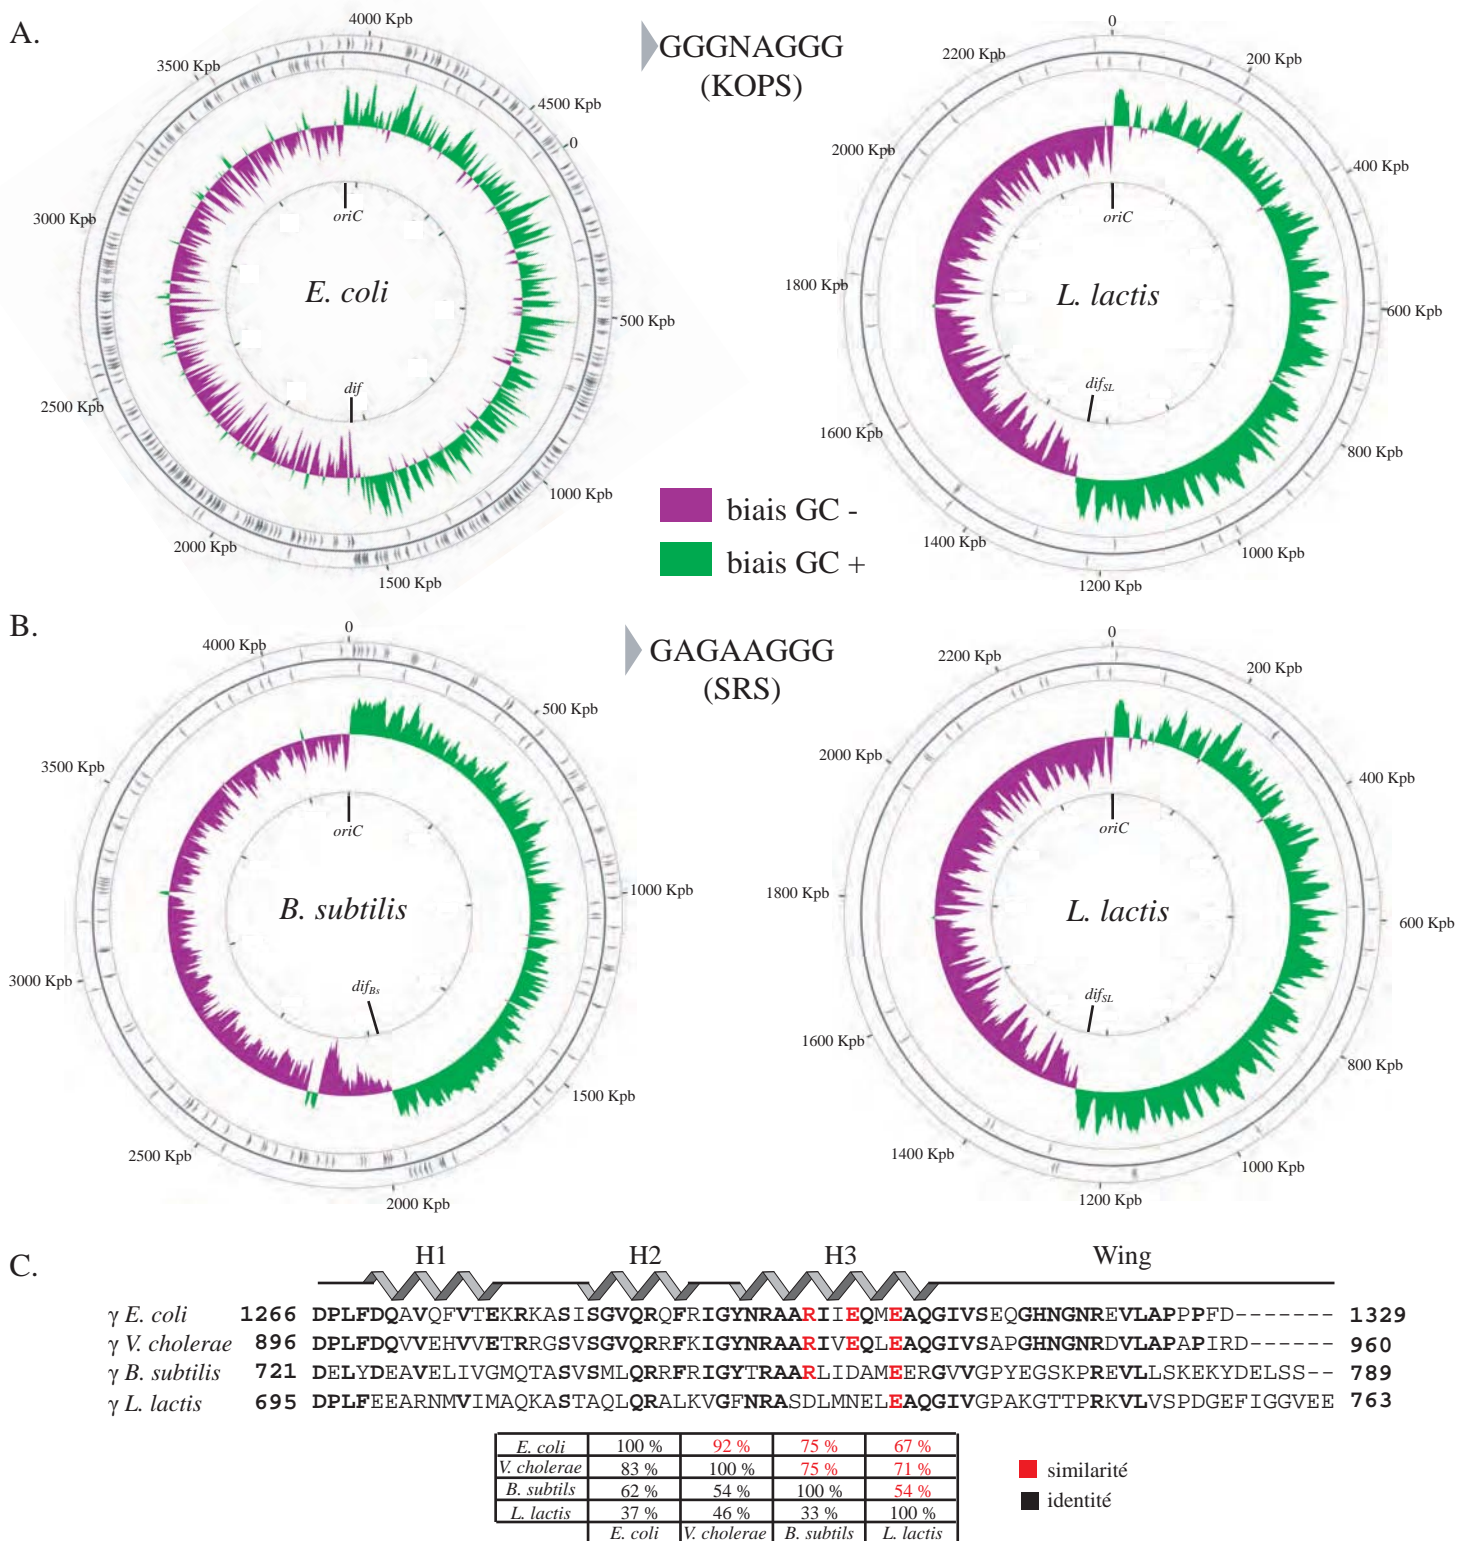 A.
4000 Kpb
3500 Kpb
4500 Kpb
0
3000 Kpb
500 Kpb
2500 Kpb
1000 Kpb
2000 Kpb
1500 Kpb
oriC
E. coli
dif
GGGNAGGG
(KOPS)
0
2200 Kpb
200 Kpb
2000 Kpb
400 Kpb
1800 Kpb
600 Kpb
1600 Kpb
800 Kpb
1400 Kpb
1000 Kpb
1200 Kpb
oriC
L. lactis
difSL
biais GC -
biais GC +
B.
0
4000 Kpb
500 Kpb
3500 Kpb
1000 Kpb
3000 Kpb
1500 Kpb
2500 Kpb
2000 Kpb
oriC
B. subtilis
difBs
GAGAAGGG
(SRS)
0
2200 Kpb
200 Kpb
2000 Kpb
400 Kpb
1800 Kpb
600 Kpb
1600 Kpb
800 Kpb
1400 Kpb
1000 Kpb
1200 Kpb
oriC
L. lactis
difSL
C.
H1 H2 H3 Wing
γ E. coli 1266 DPLFDQAVQFVTEKRKASISGVQRQFRIGYNRAARIIEQMEAQGIVSEQGHNGNREVLAPPPFD------- 1329
γ V. cholerae 896 DPLFDQVVEHVVETRRGSVSGVQRRFKIGYNRAARIVEQLEAQGIVSAPGHNGNRDVLAPAPIRD------ 960
γ B. subtilis 721 DELYDEAVELIVGMQTASVSMLQRRFRIGYTRAARLIDAMEERGVVGPYEGSKPREVLLSKEKYDELSS-- 789
γ L. lactis 695 DPLFEEARNMVIMAQKASTAQLQRALKVGFNRASDLMNELEAQGIVGPAKGTTPRKVLVSPDGEFIGGVEE 763
E. coli 100 % 92 % 75 % 67 %
V. cholerae 83 % 100 % 75 % 71 %
B. subtils 62 % 54 % 100 % 54 %
L. lactis 37 % 46 % 33 % 100 %
E. coli V. cholerae B. subtils L. lactis
similarité
identité